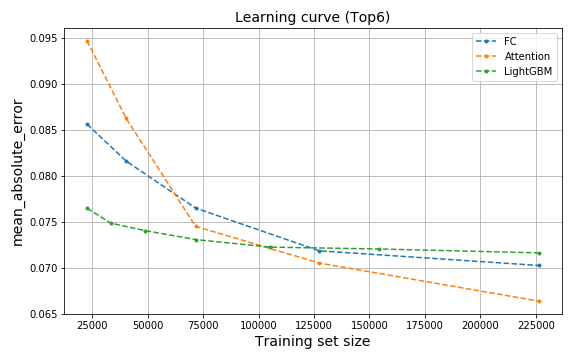 Learning curve (Top6)
FC
Attention
LightGBM
mean_absolute_error
0.095
0.090
0.085
0.080
0.075
0.070
0.065
25000 50000 75000 100000 125000 150000 175000 200000 225000
Training set size